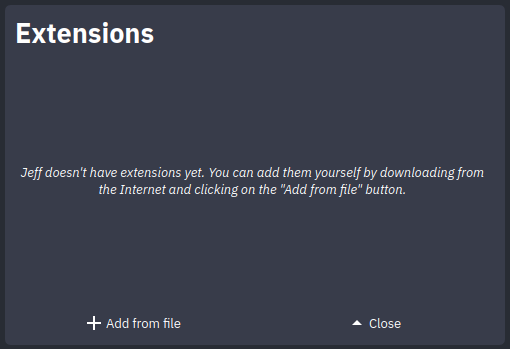 Extensions
Jeff doesn't have extensions yet. You can add them yourself by downloading from
the Internet and clicking on the "Add from file" button.
Add from file
Close